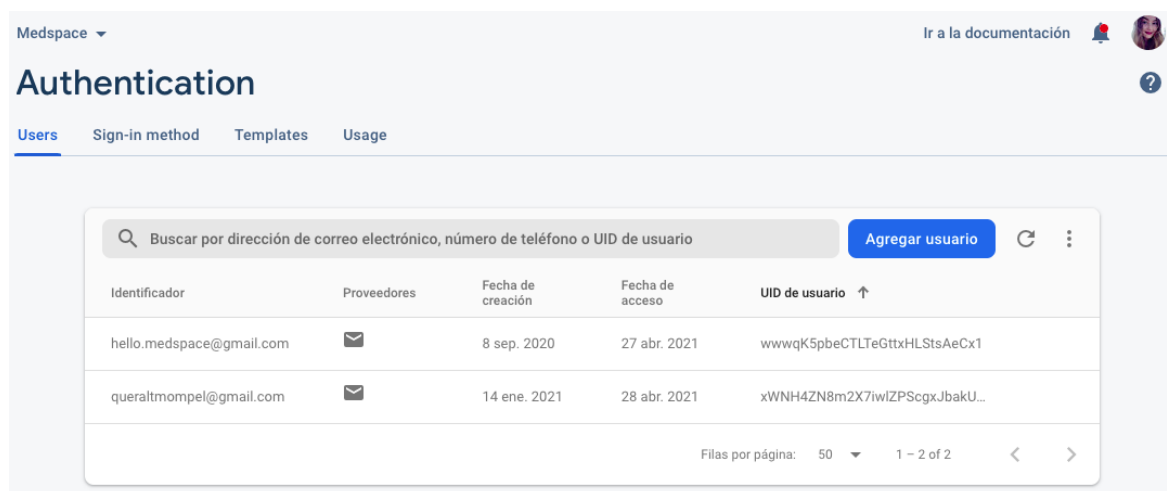 Medspace Ir a la documentación
Authentication ?
Users Sign-in method Templates Usage
Buscar por dirección de correo electrónico, número de teléfono o UID de usuario Agregar usuario
Identificador Proveedores Fecha de creación Fecha de acceso UID de usuario
hello.medspace@gmail.com 8 sep. 2020 27 abr. 2021 wwwqK5pbeCTLTeGttxHLStsAeCx1
queraltmompel@gmail.com 14 ene. 2021 28 abr. 2021 xWNH4ZN8m2X7iwlZPScgxJbakU...
Filas por página: 50 1 – 2 of 2